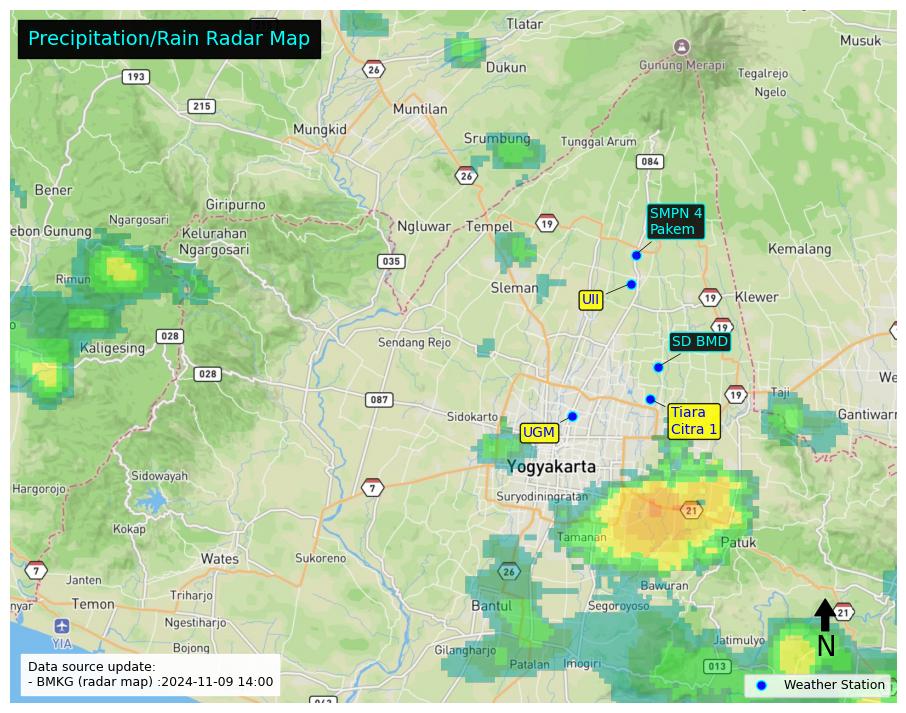 Precipitation/Rain Radar Map
Tlatar
Musuk
26
Dukun
Gunung Merapi
Tegalrejo
193
Ngelo
215
Muntilan
Mungkid
Srumbung
Tunggal Arum
084
26
Bener
Giripurno
SMPN 4
Pakem
Ngargosari
ebon Gunung
Kelurahan
Ngargosari
Ngluwar
Tempel
19
Kemalang
035
Rimun
Sleman
UII
19
Klewer
19
028
Kaligesing
Sendang Rejo
SD BMD
028
We
087
19
Taji
Sidokarto
Tiara
Citra 1
Gantiwarn
UGM
Yogyakarta
Sidowayah
Hargorojo
7
Suryodiningratan
21
Kokap
Tamanan
Patuk
Wates
Sukoreno
7
26
Janten
Bawuran
Triharjo
nyar
Temon
Bantul
Segoroyoso
21
Ngestiharjo
YIA
Jatimulyo
N
Bojong
Gilangharjo
Patalan
Imogiri
013
Data source update:
- BMKG (radar map) :2024-11-09 14:00
Weather Station